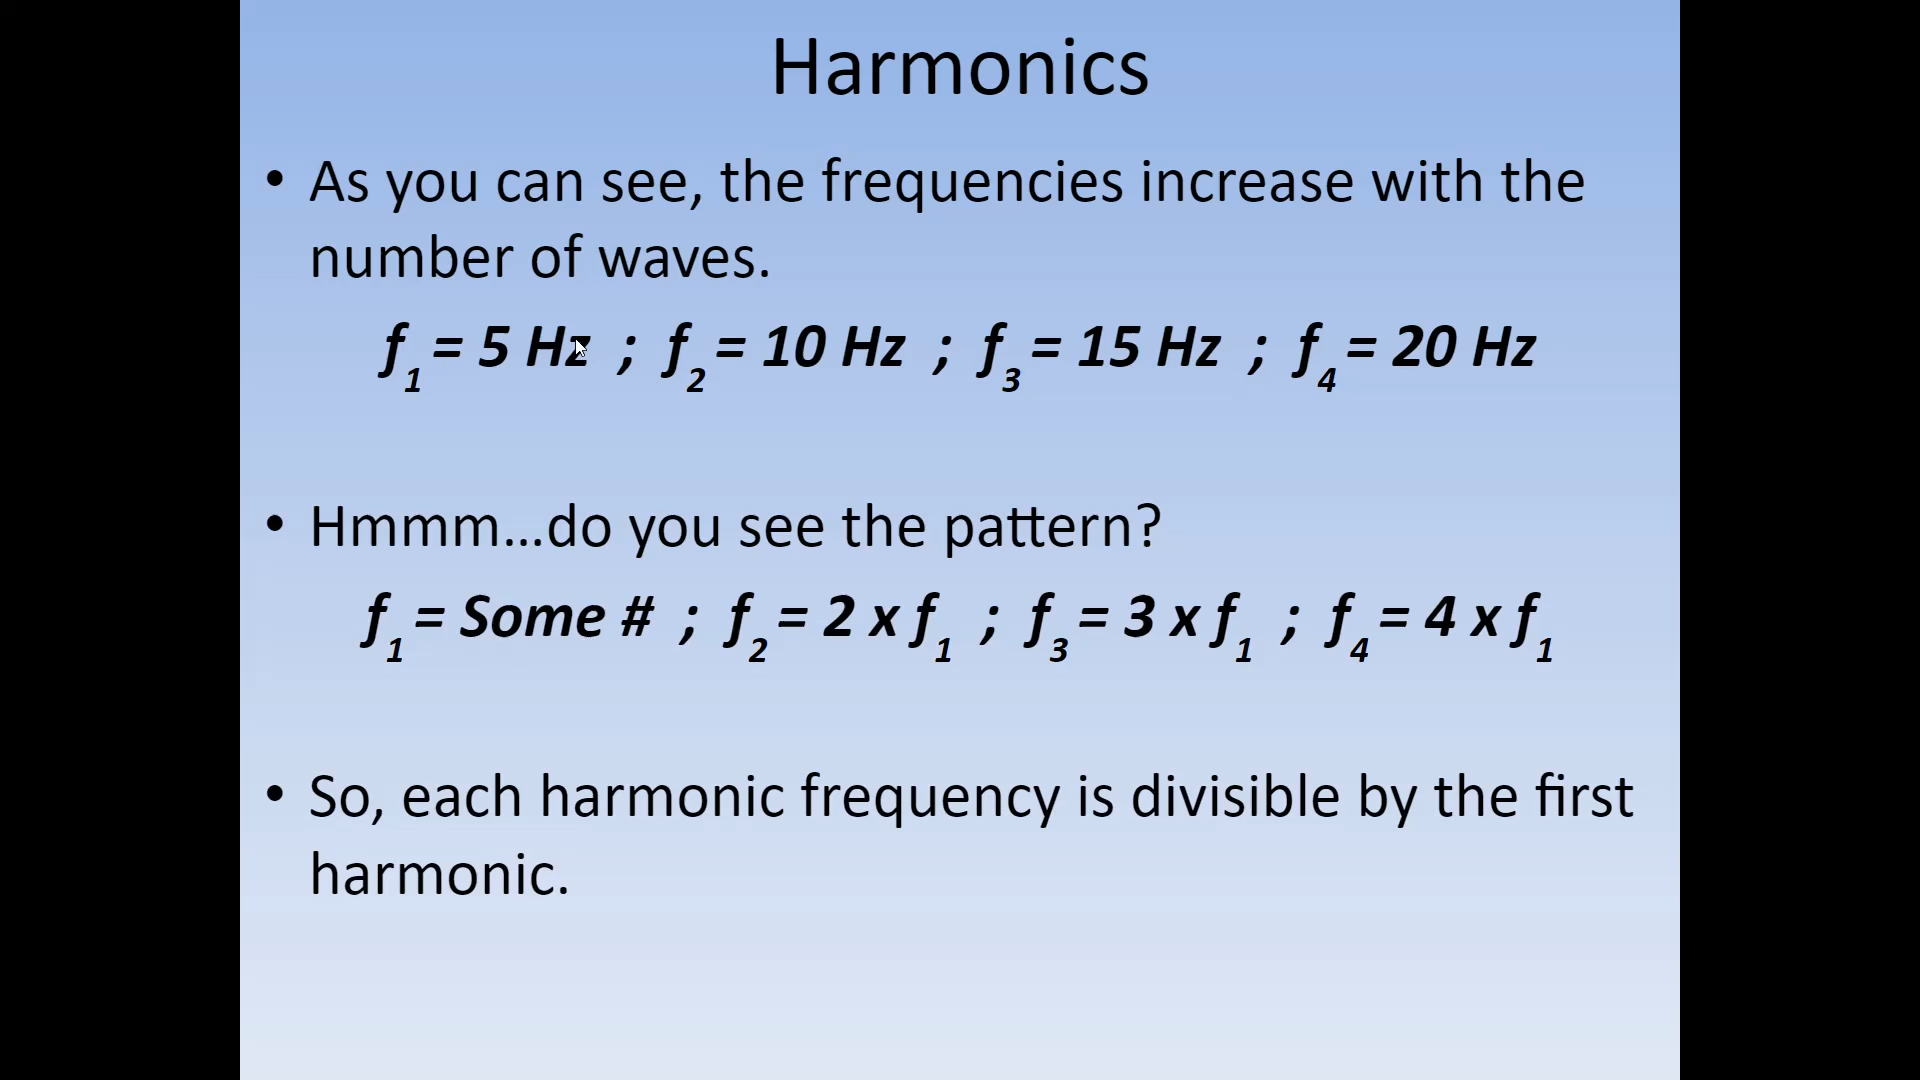 Harmonics
• As you can see, the frequencies increase with the
number of waves.
f₁ = 5 Hz ; f₂ = 10 Hz ; f₃ = 15 Hz ; f₄ = 20 Hz
• Hmmm...do you see the pattern?
f₁ = Some # ; f₂ = 2 x f₁ ; f₃ = 3 x f₁ ; f₄ = 4 x f₁
• So, each harmonic frequency is divisible by the first
harmonic.